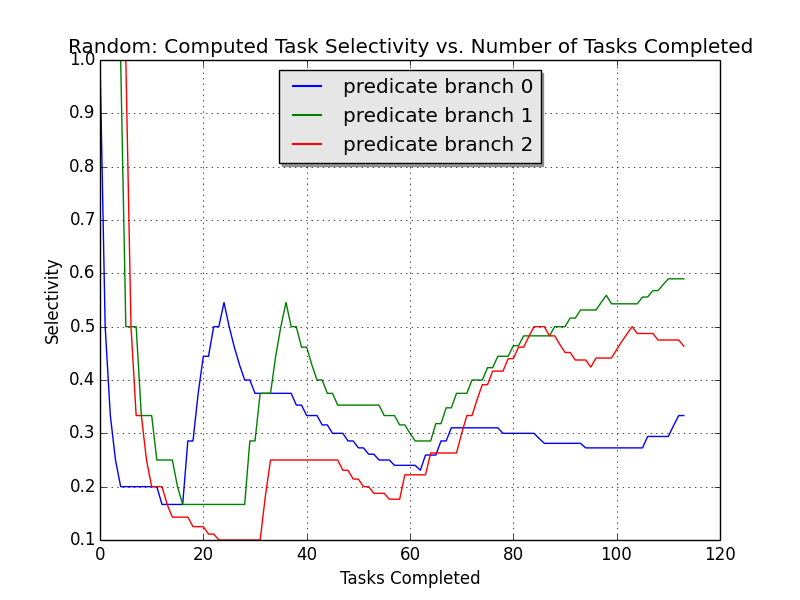 Random: Computed Task Selectivity vs. Number of Tasks Completed
predicate branch 0
predicate branch 1
predicate branch 2
Selectivity
1.0
0.9
0.8
0.7
0.6
0.5
0.4
0.3
0.2
0.1
0 20 40 60 80 100 120
Tasks Completed